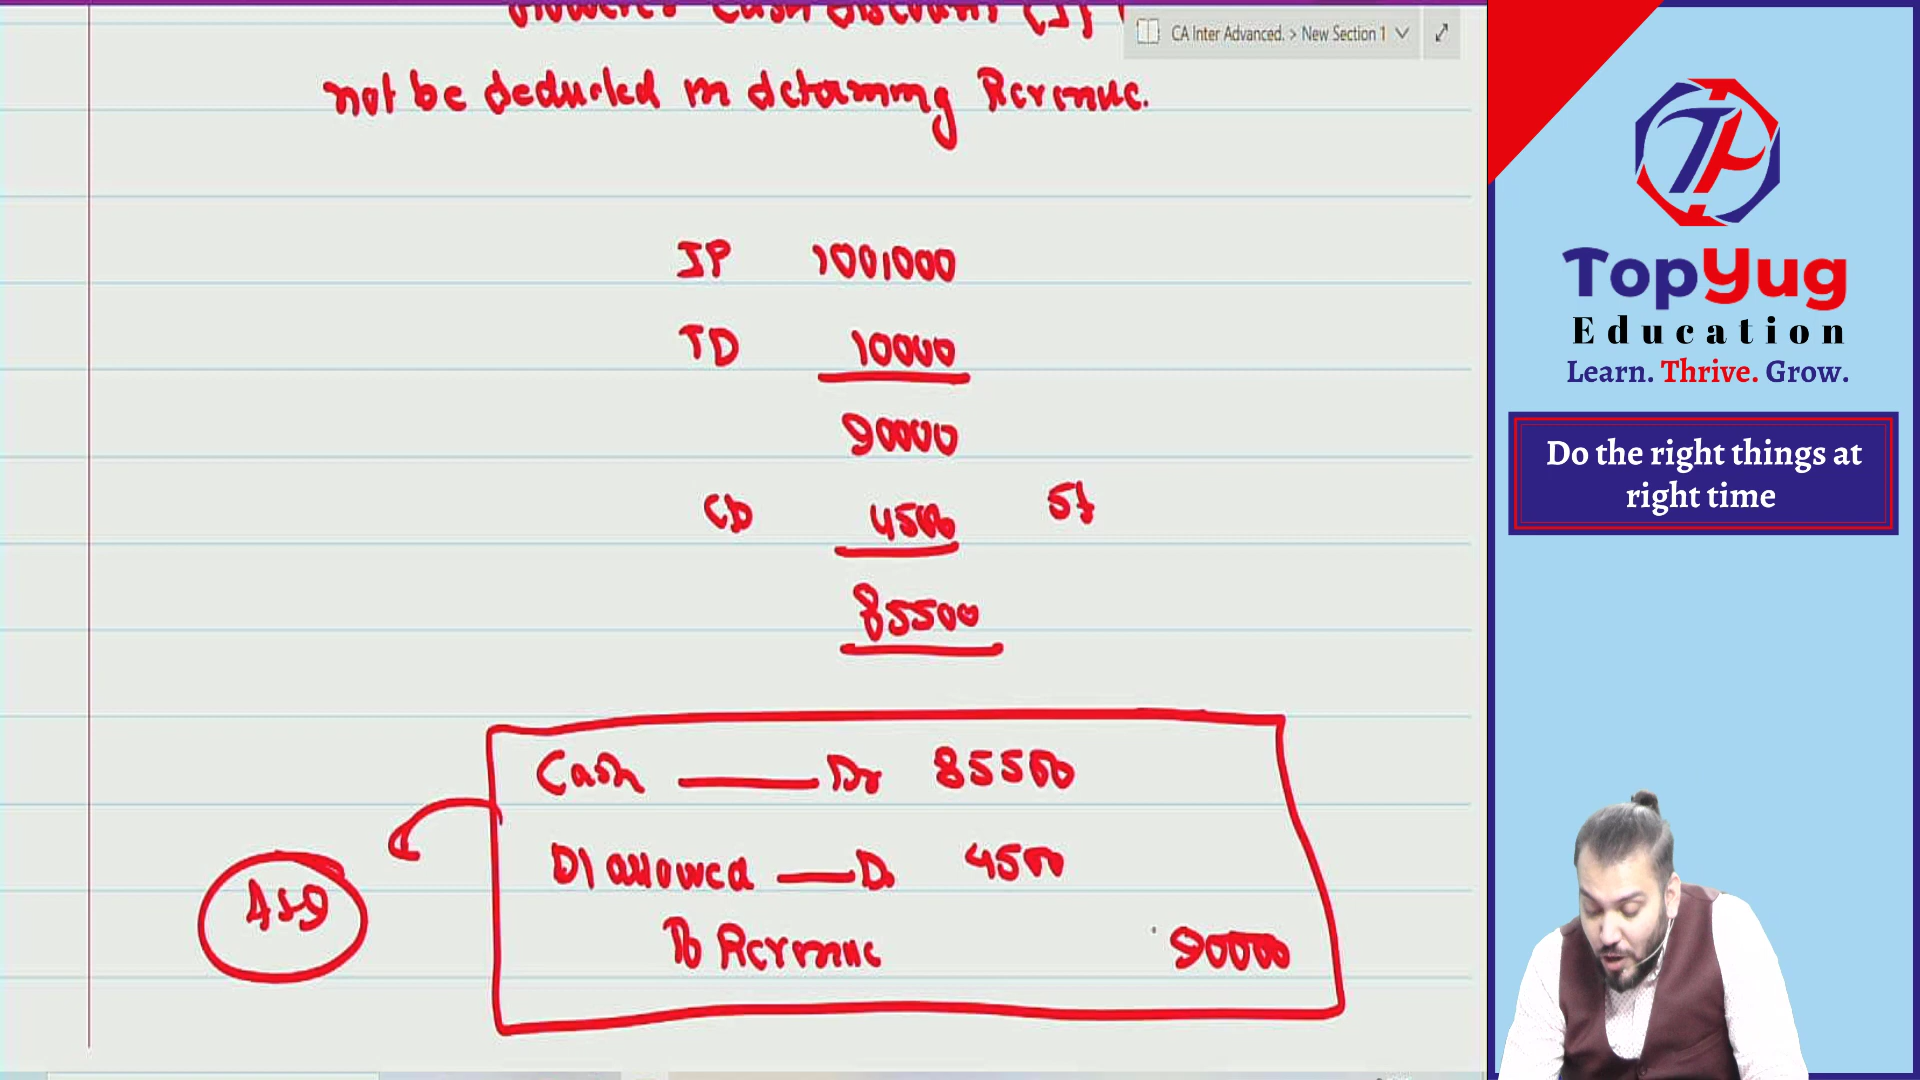 CA Inter Advanced. > New Section 1
not be deducted in determining Revenue.
IP 100,000
TD 10000
90000
CD 4500 5%
85500
Cash —— Dr 85500
D/allowed —— Dr 4500
To Revenue 90000
AS-9
TopYug
Education
Learn. Thrive. Grow.
Do the right things at
right time